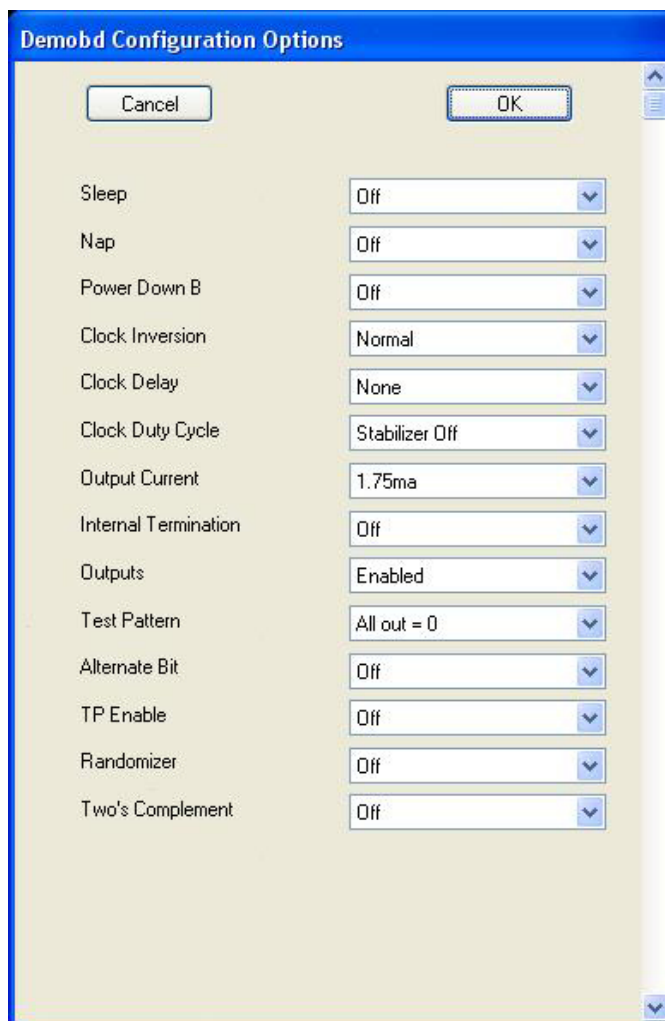 Demobd Configuration Options
Cancel OK
Sleep Off
Nap Off
Power Down B Off
Clock Inversion Normal
Clock Delay None
Clock Duty Cycle Stabilizer Off
Output Current 1.75ma
Internal Termination Off
Outputs Enabled
Test Pattern All out = 0
Alternate Bit Off
TP Enable Off
Randomizer Off
Two's Complement Off